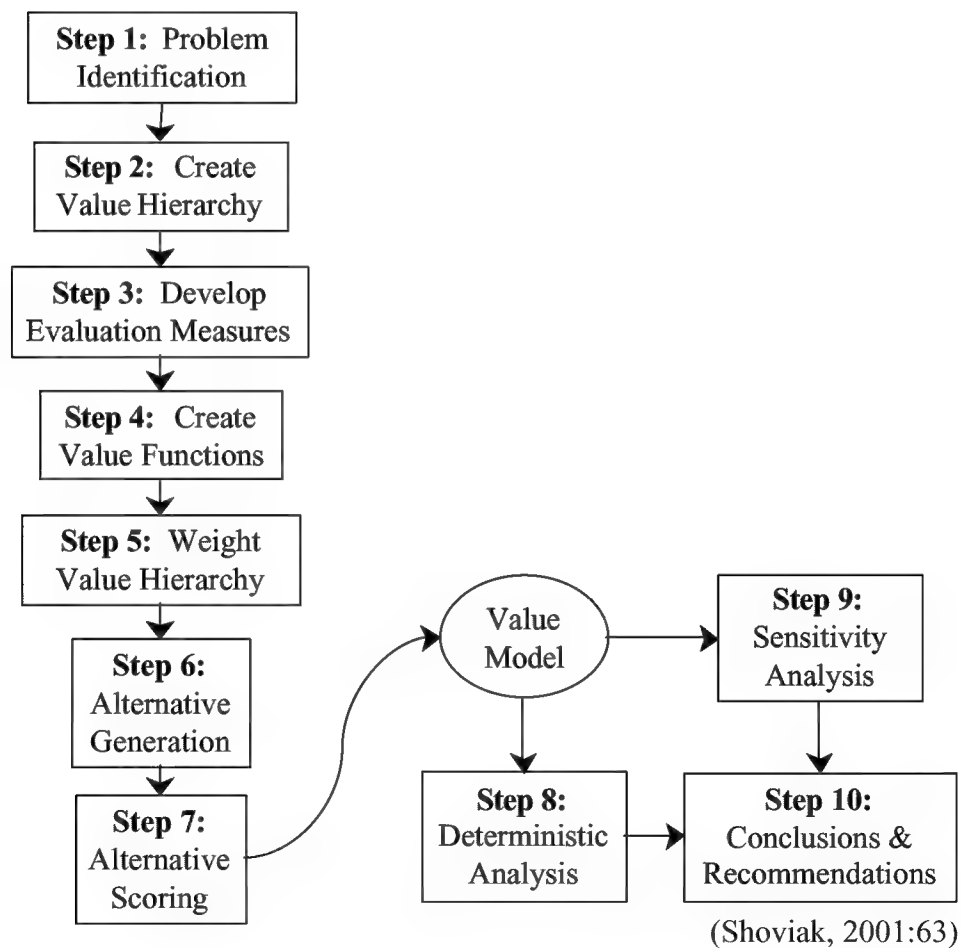 Step 1: Problem
Identification
Step 2: Create
Value Hierarchy
Step 3: Develop
Evaluation Measures
Step 4: Create
Value Functions
Step 5: Weight
Value Hierarchy
Step 6:
Alternative
Generation
Step 7:
Alternative
Scoring
Value
Model
Step 8:
Deterministic
Analysis
Step 9:
Sensitivity
Analysis
Step 10:
Conclusions &
Recommendations
(Shoviak, 2001:63)